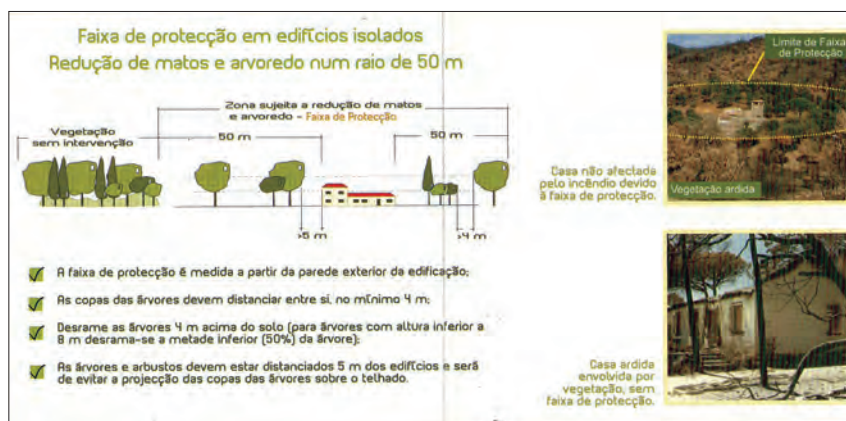 Faixa de protecção em edifícios isolados
Redução de matos e arvoredo num raio de 50 m
Zona sujeita a redução de matos
e arvoredo - Faixa de Protecção
Vegetação
sem intervenção
50 m
50 m
>5 m
>4 m
A faixa de protecção é medida a partir da parede exterior da edificação;
As copas das árvores devem distanciar entre si, no mínimo 4 m;
Desrame as árvores 4 m acima do solo (para árvores com altura inferior a
8 m desrama-se a metade inferior (50%) da árvore);
As árvores e arbustos devem estar distanciados 5 m dos edifícios e será
de evitar a projecção das copas das árvores sobre o telhado.
Limite de Faixa
de Protecção
Vegetação ardida
Casa não afectada
pelo incêndio devido
à faixa de protecção.
Casa ardida
envolvida por
vegetação, sem
faixa de protecção.